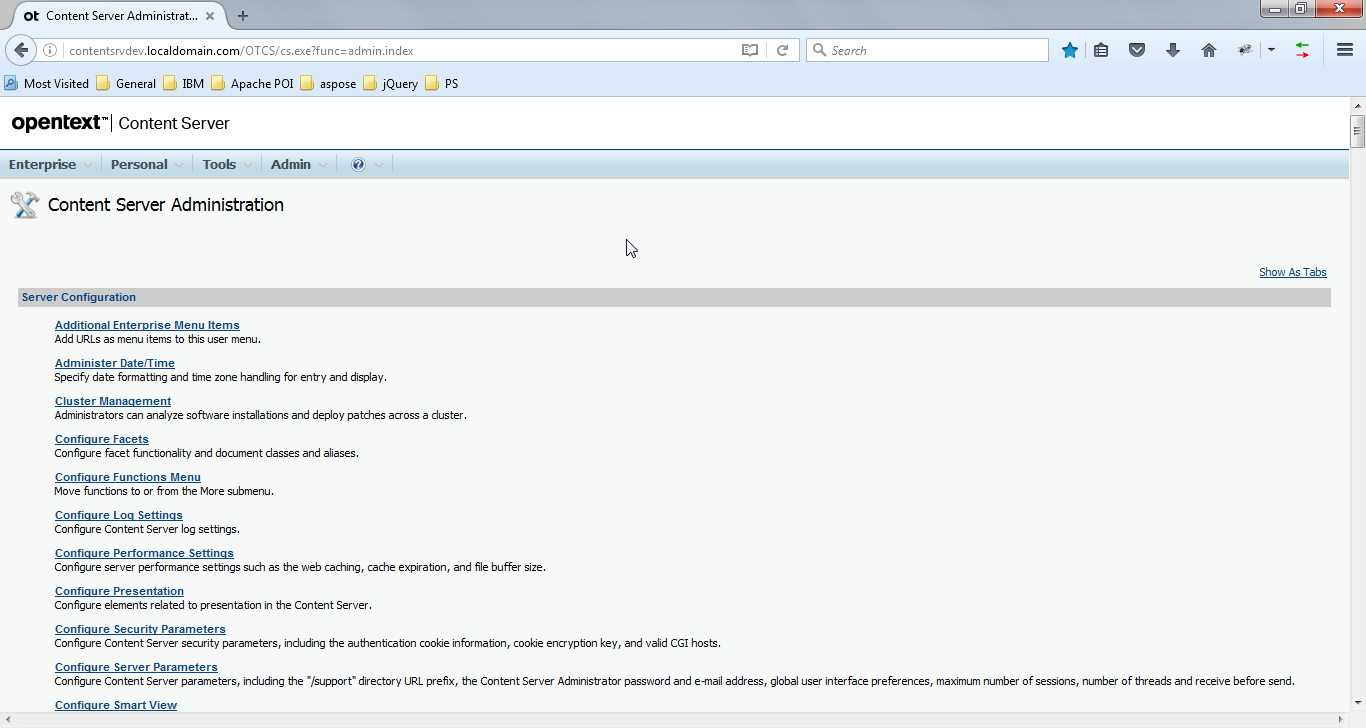 ot Content Server Administrat...
contentsrvdev.localdomain.com/OTCS/cs.exe?func=admin.index Search
Most Visited General IBM Apache POI aspose jQuery PS
opentext™ | Content Server
Enterprise Personal Tools Admin ?
Content Server Administration
Show As Tabs
Server Configuration
Additional Enterprise Menu Items
Add URLs as menu items to this user menu.
Administer Date/Time
Specify date formatting and time zone handling for entry and display.
Cluster Management
Administrators can analyze software installations and deploy patches across a cluster.
Configure Facets
Configure facet functionality and document classes and aliases.
Configure Functions Menu
Move functions to or from the More submenu.
Configure Log Settings
Configure Content Server log settings.
Configure Performance Settings
Configure server performance settings such as the web caching, cache expiration, and file buffer size.
Configure Presentation
Configure elements related to presentation in the Content Server.
Configure Security Parameters
Configure Content Server security parameters, including the authentication cookie information, cookie encryption key, and valid CGI hosts.
Configure Server Parameters
Configure Content Server parameters, including the "/support" directory URL prefix, the Content Server Administrator password and e-mail address, global user interface preferences, maximum number of sessions, number of threads and receive before send.
Configure Smart View